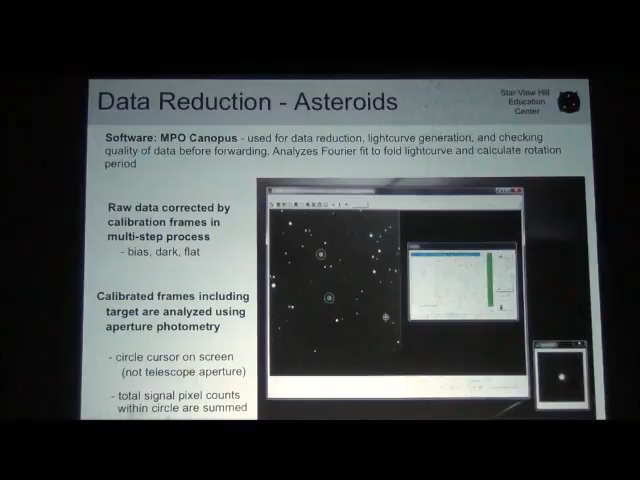 Data Reduction - Asteroids
Star View Hill
Education
Center
Software: MPO Canopus - used for data reduction, lightcurve generation, and checking
quality of data before forwarding, Analyzes Fourier fit to fold lightcurve and calculate rotation
period
Raw data corrected by
calibration frames in
multi-step process
- bias, dark, flat
Calibrated frames including
target are analyzed using
aperture photometry
- circle cursor on screen
(not telescope aperture)
- total signal pixel counts
within circle are summed